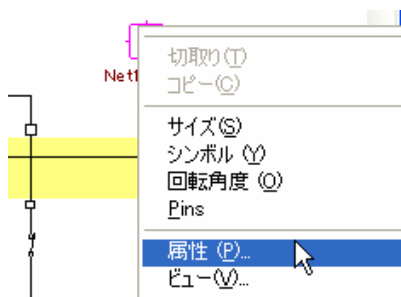 切取り(T)
Net1
コピー(C)
サイズ(S)
シンボル (Y)
回転角度 (O)
Pins
属性 (P)...
ビュー(V)...